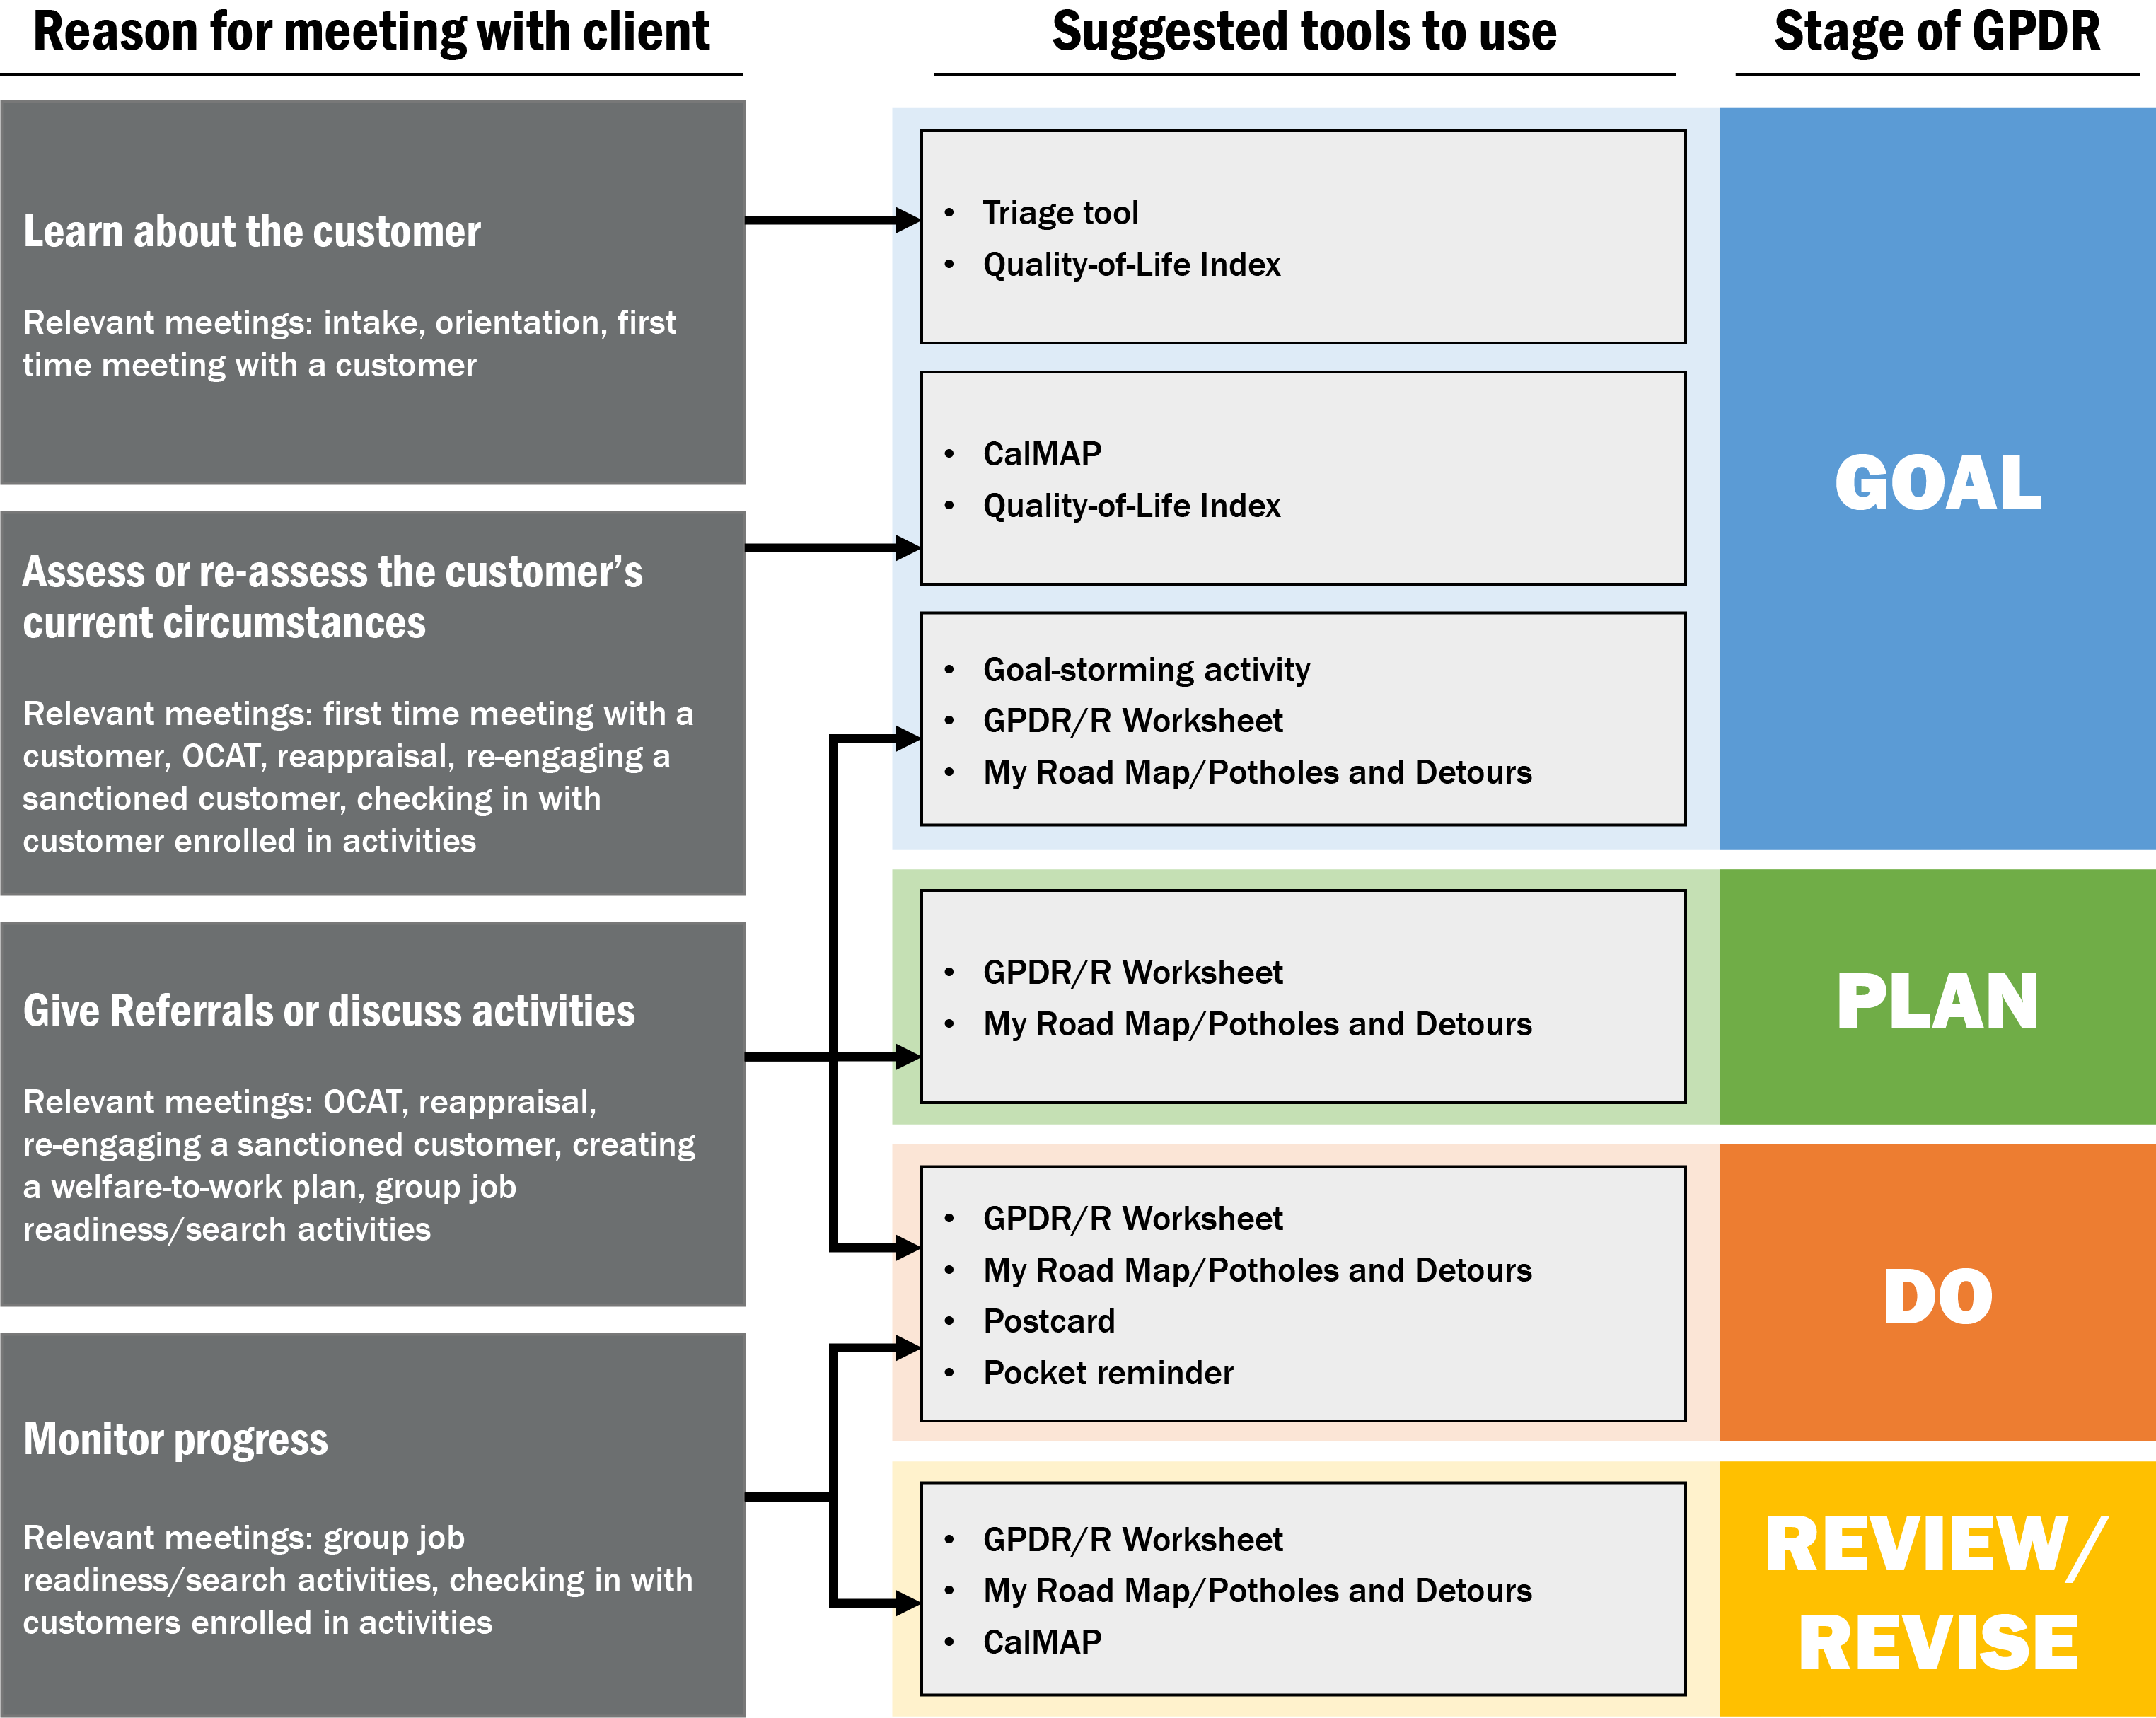 Reason for meeting with client
Suggested tools to use
Stage of GPDR
Learn about the customer
Relevant meetings: intake, orientation, first
time meeting with a customer
Assess or re-assess the customer’s
current circumstances
Relevant meetings: first time meeting with a
customer, OCAT, reappraisal, re-engaging a
sanctioned customer, checking in with
customer enrolled in activities
Give Referrals or discuss activities
Relevant meetings: OCAT, reappraisal,
re-engaging a sanctioned customer, creating
a welfare-to-work plan, group job
readiness/search activities
Monitor progress
Relevant meetings: group job
readiness/search activities, checking in with
customers enrolled in activities
• Triage tool
• Quality-of-Life Index
• CalMAP
• Quality-of-Life Index
• Goal-storming activity
• GPDR/R Worksheet
• My Road Map/Potholes and Detours
GOAL
• GPDR/R Worksheet
• My Road Map/Potholes and Detours
PLAN
• GPDR/R Worksheet
• My Road Map/Potholes and Detours
• Postcard
• Pocket reminder
DO
• GPDR/R Worksheet
• My Road Map/Potholes and Detours
• CalMAP
REVIEW/
REVISE